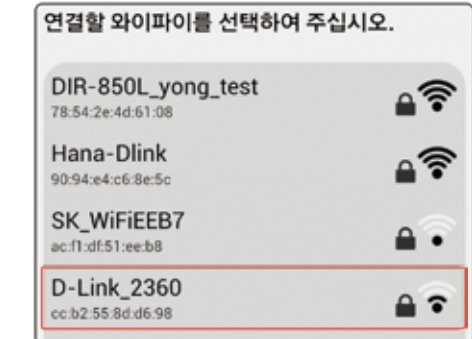 연결할 와이파이를 선택하여 주십시오.
DIR-850L_yong_test
78:54:2e:4d:61:08
Hana-Dlink
90:94:e4:c6:8e:5c
SK_WiFiEEB7
ac:f1:df:51:ee:b8
D-Link_2360
cc:b2:55:8d:d6:98